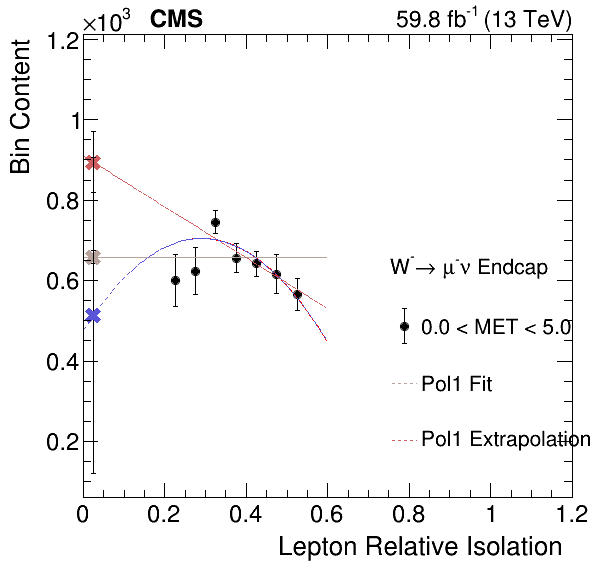 ×10³ CMS 59.8 fb⁻¹ (13 TeV)
1.2
1
0.8
0.6
0.4
0.2
Bin Content
W⁻→ μ⁻ν Endcap
0.0 < MET < 5.0
Pol1 Fit
Pol1 Extrapolation
0 0.2 0.4 0.6 0.8 1 1.2
Lepton Relative Isolation